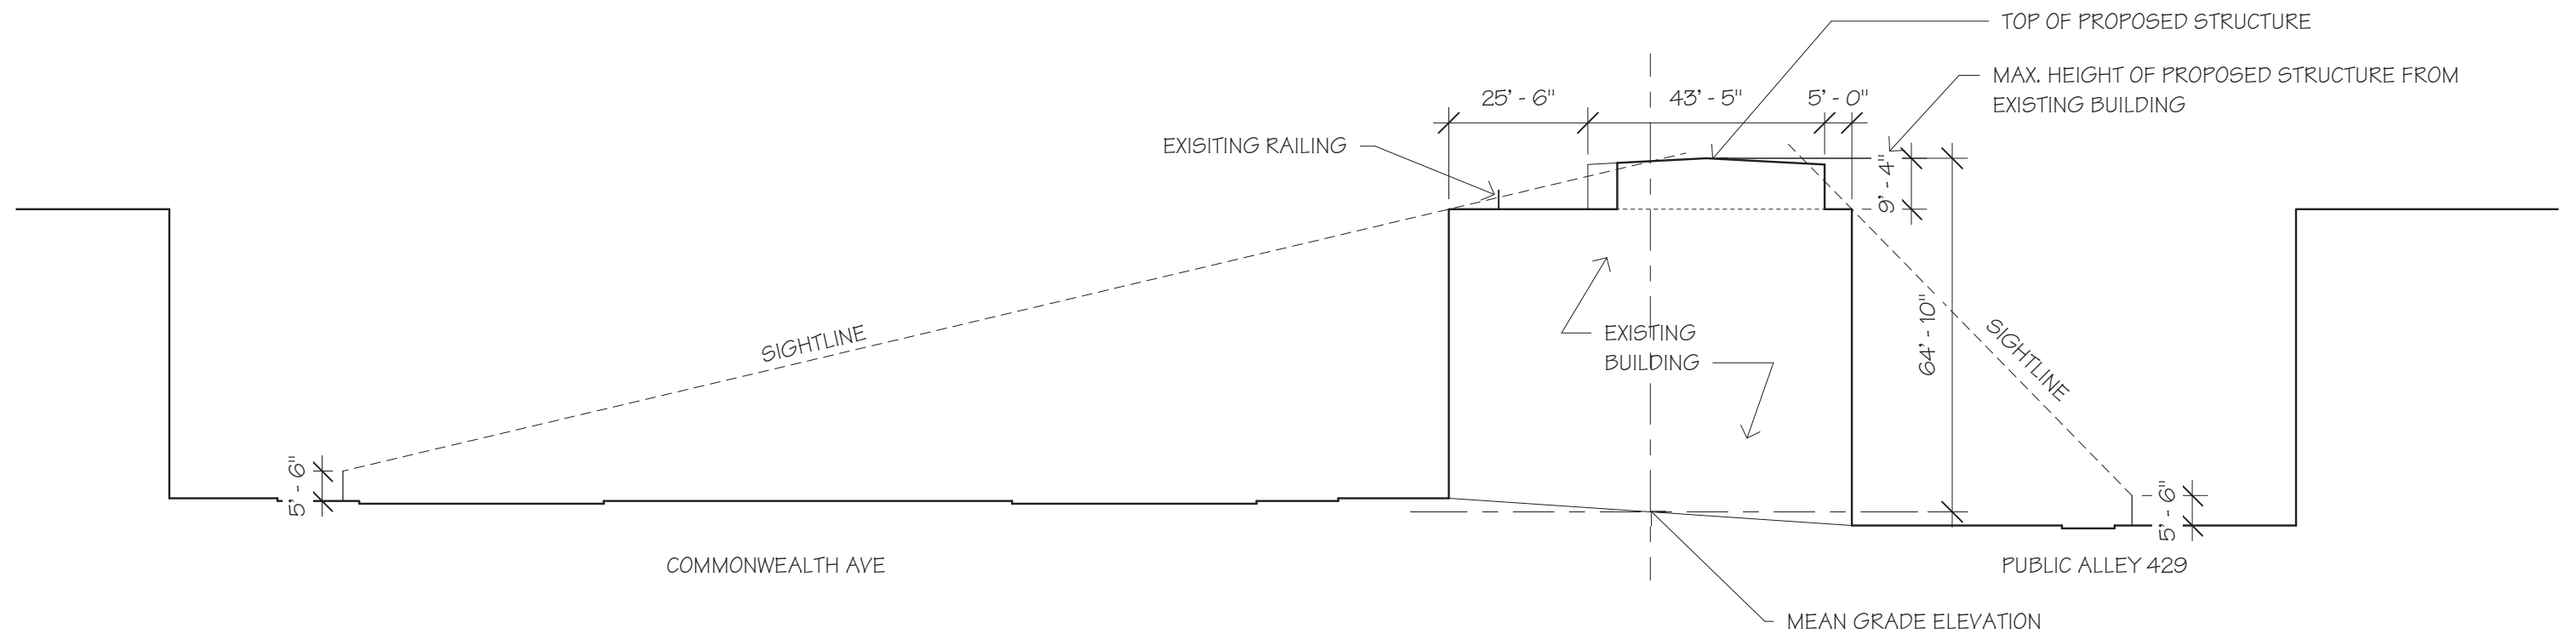 TOP OF PROPOSED STRUCTURE
MAX. HEIGHT OF PROPOSED STRUCTURE FROM
EXISTING BUILDING
25' - 6"
43' - 5"
5' - 0"
EXISITING RAILING
9' - 4"
SIGHTLINE
EXISTING
BUILDING
64' - 10"
SIGHTLINE
5' - 6"
5' - 6"
COMMONWEALTH AVE
PUBLIC ALLEY 429
MEAN GRADE ELEVATION